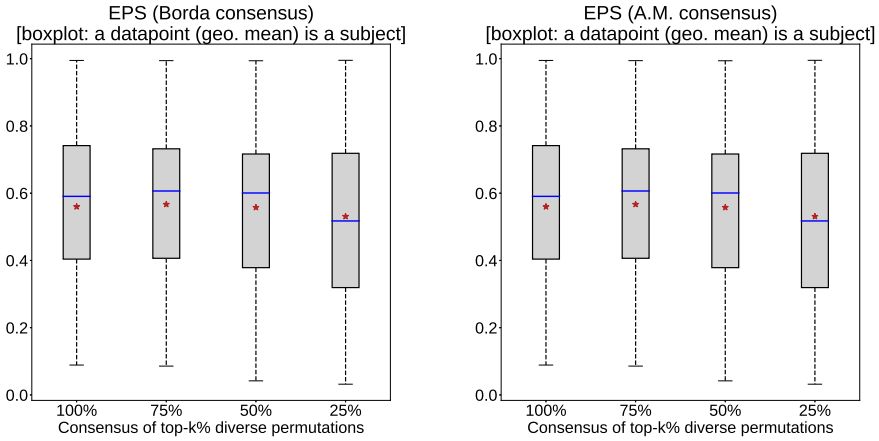 EPS (Borda consensus)
[boxplot: a datapoint (geo. mean) is a subject]
1.0
0.8
0.6
0.4
0.2
0.0
100% 75% 50% 25%
Consensus of top-k% diverse permutations
EPS (A.M. consensus)
[boxplot: a datapoint (geo. mean) is a subject]
1.0
0.8
0.6
0.4
0.2
0.0
100% 75% 50% 25%
Consensus of top-k% diverse permutations